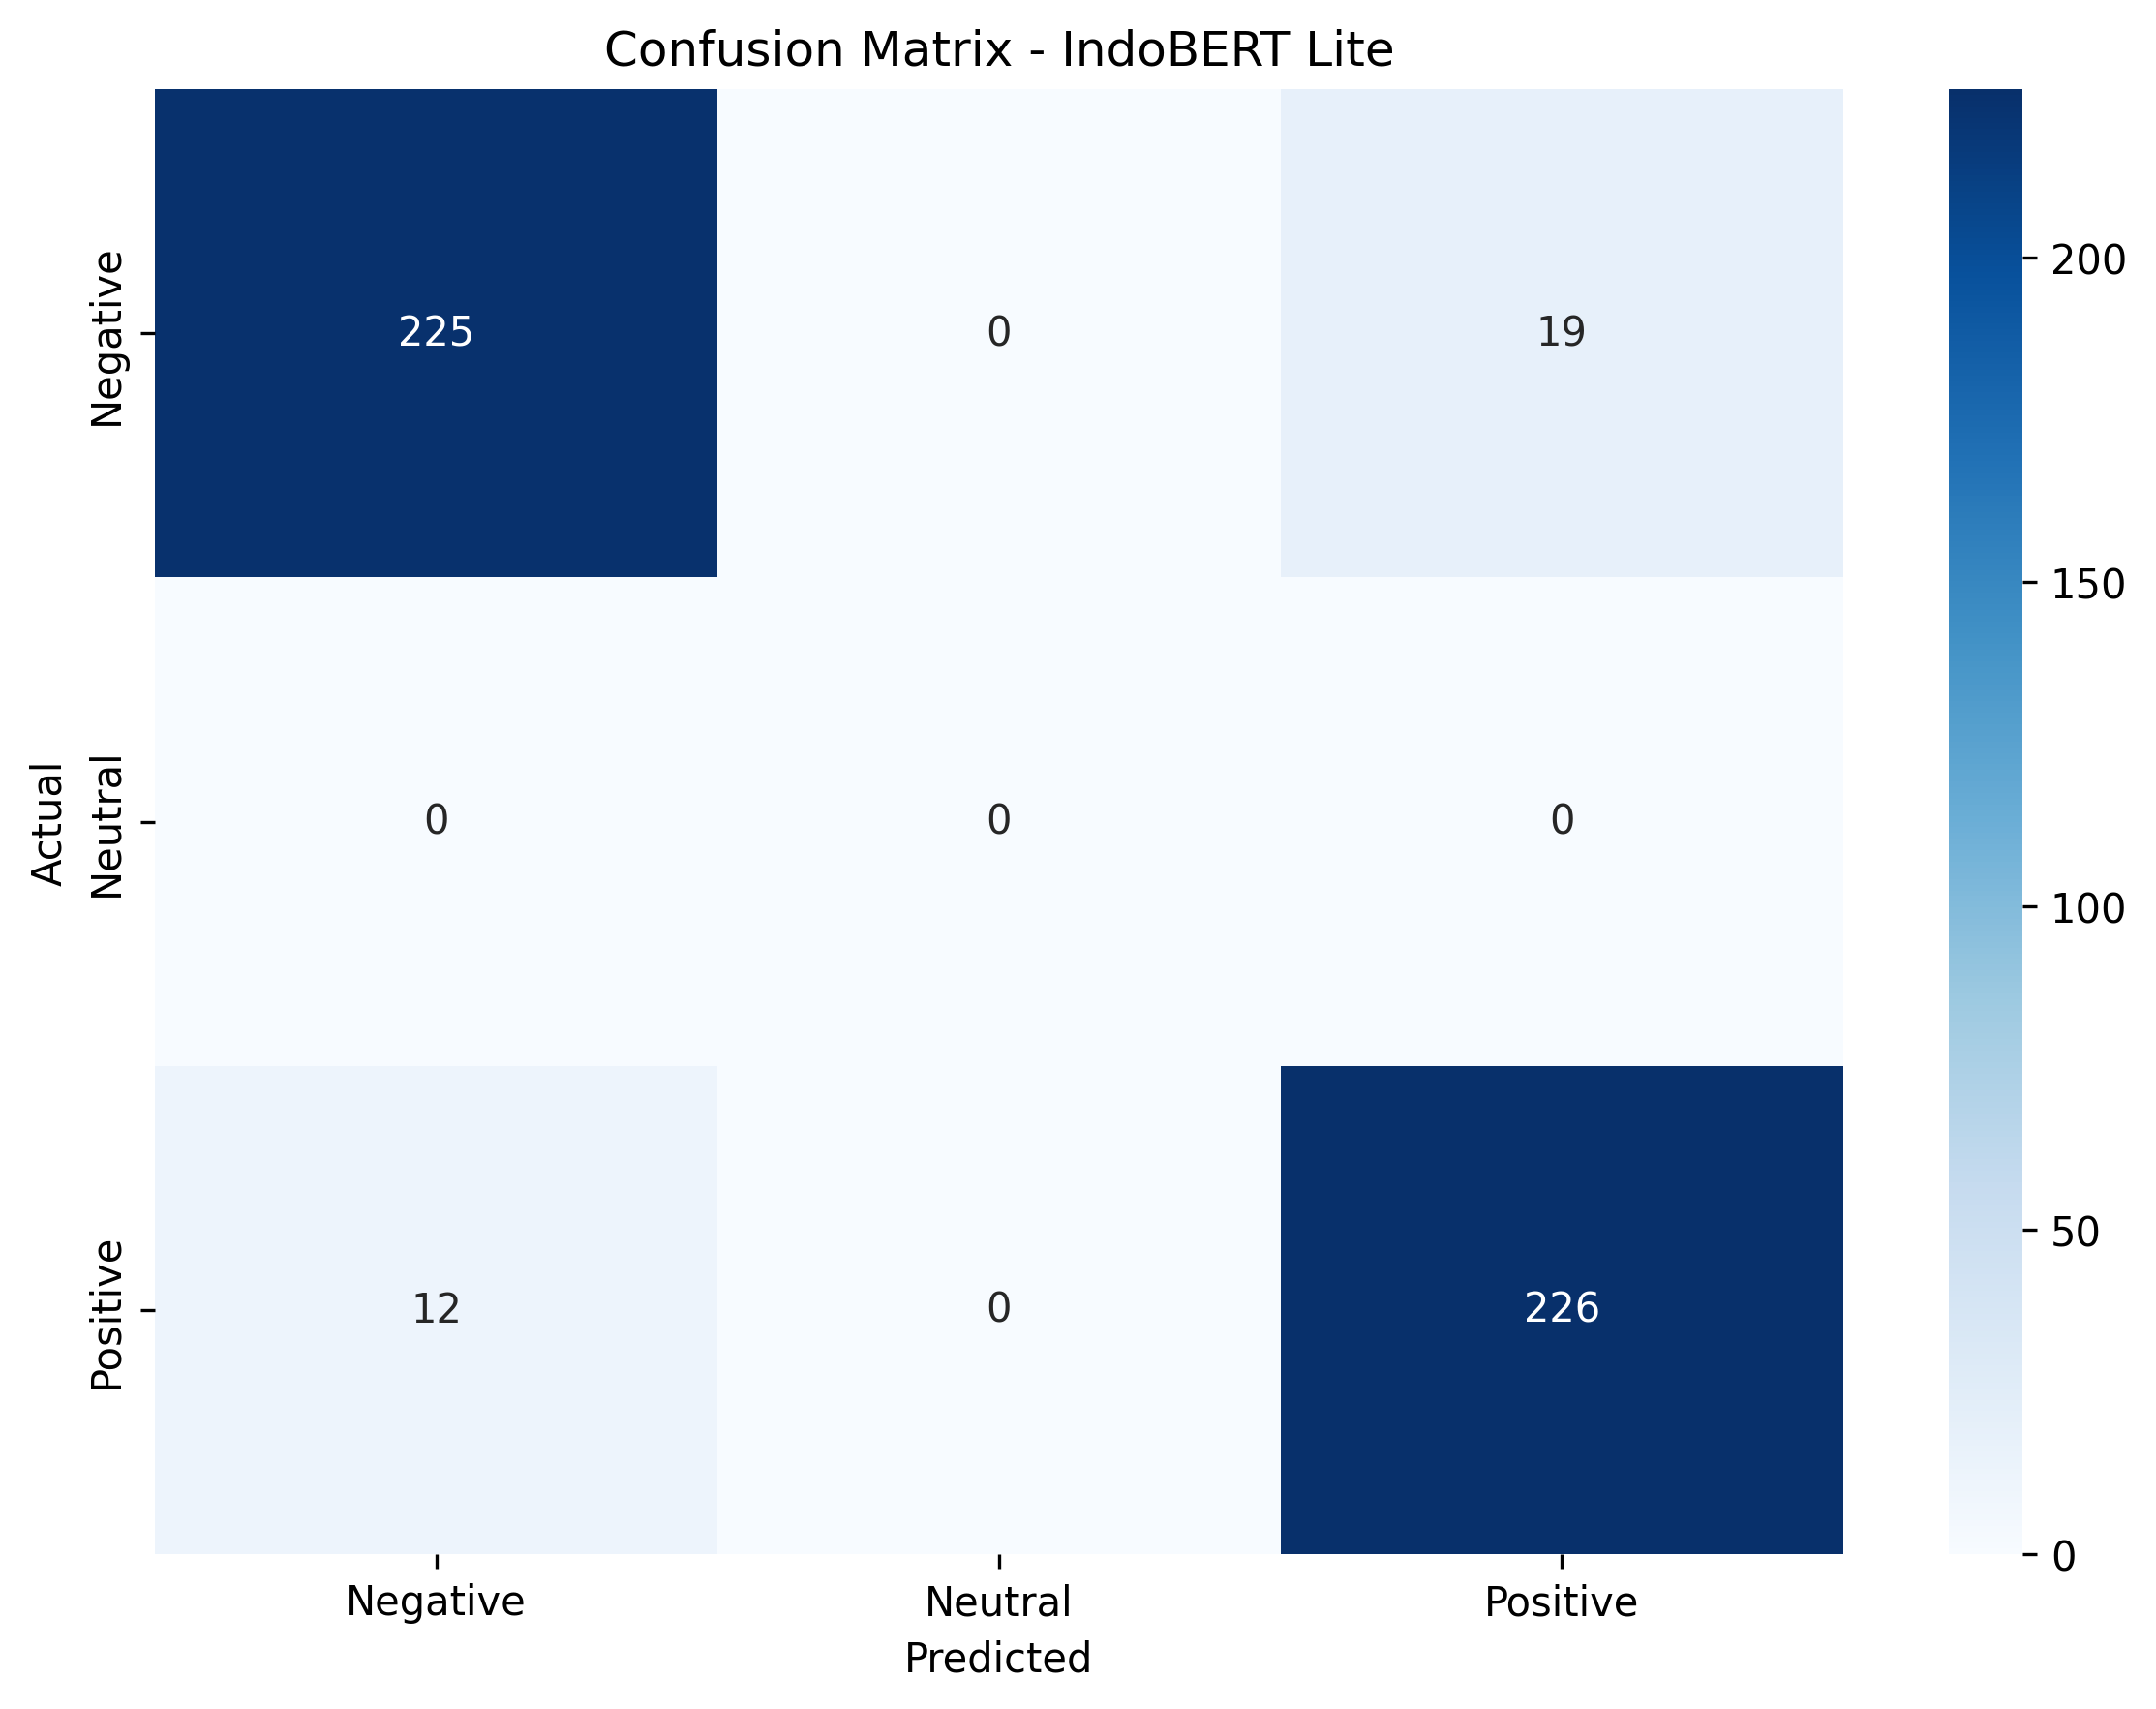 Confusion Matrix - IndoBERT Lite
Actual
Negative
225 0 19
Neutral
0 0 0
Positive
12 0 226
Negative Neutral Positive
Predicted
200
150
100
50
0